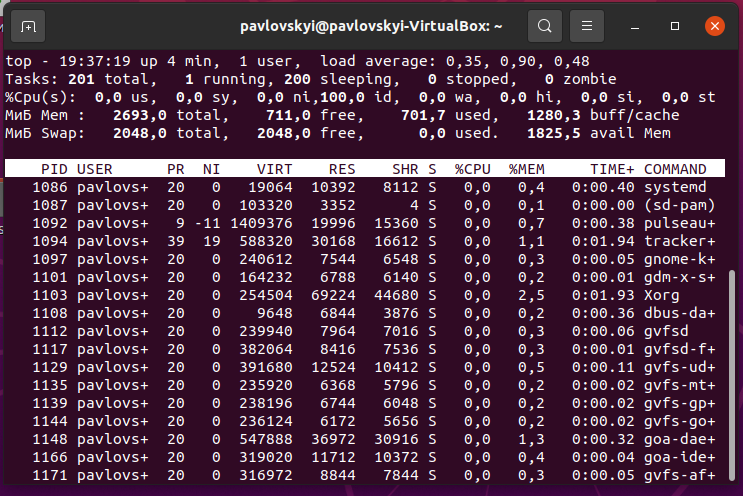 pavlovskyi@pavlovskyi-VirtualBox: ~
top - 19:37:19 up 4 min,  1 user,  load average: 0,35, 0,90, 0,48
Tasks: 201 total,   1 running, 200 sleeping,   0 stopped,   0 zombie
%Cpu(s):  0,0 us,  0,0 sy,  0,0 ni,100,0 id,  0,0 wa,  0,0 hi,  0,0 si,  0,0 st
МиБ Mem :   2693,0 total,    711,0 free,    701,7 used,   1280,3 buff/cache
МиБ Swap:   2048,0 total,   2048,0 free,      0,0 used.   1825,5 avail Mem
PID USER      PR  NI    VIRT    RES    SHR S  %CPU  %MEM     TIME+ COMMAND
1086 pavlovs+  20   0   19064  10392   8112 S   0,0   0,4   0:00.40 systemd
1087 pavlovs+  20   0  103320   3352      4 S   0,0   0,1   0:00.00 (sd-pam)
1092 pavlovs+   9 -11 1409376  19996  15360 S   0,0   0,7   0:00.38 pulseau+
1094 pavlovs+  39  19  588320  30168  16612 S   0,0   1,1   0:01.94 tracker+
1097 pavlovs+  20   0  240612   7544   6548 S   0,0   0,3   0:00.05 gnome-k+
1101 pavlovs+  20   0  164232   6788   6140 S   0,0   0,2   0:00.01 gdm-x-s+
1103 pavlovs+  20   0  254504  69224  44680 S   0,0   2,5   0:01.93 Xorg
1108 pavlovs+  20   0    9648   6844   3876 S   0,0   0,2   0:00.36 dbus-da+
1112 pavlovs+  20   0  239940   7964   7016 S   0,0   0,3   0:00.06 gvfsd
1117 pavlovs+  20   0  382064   8416   7536 S   0,0   0,3   0:00.01 gvfsd-f+
1129 pavlovs+  20   0  391680  12524  10412 S   0,0   0,5   0:00.11 gvfs-ud+
1135 pavlovs+  20   0  235920   6368   5796 S   0,0   0,2   0:00.02 gvfs-mt+
1139 pavlovs+  20   0  238196   6744   6048 S   0,0   0,2   0:00.02 gvfs-gp+
1144 pavlovs+  20   0  236124   6172   5656 S   0,0   0,2   0:00.02 gvfs-go+
1148 pavlovs+  20   0  547888  36972  30916 S   0,0   1,3   0:00.32 goa-dae+
1166 pavlovs+  20   0  319020  11712  10372 S   0,0   0,4   0:00.04 goa-ide+
1171 pavlovs+  20   0  316972   8844   7844 S   0,0   0,3   0:00.05 gvfs-af+